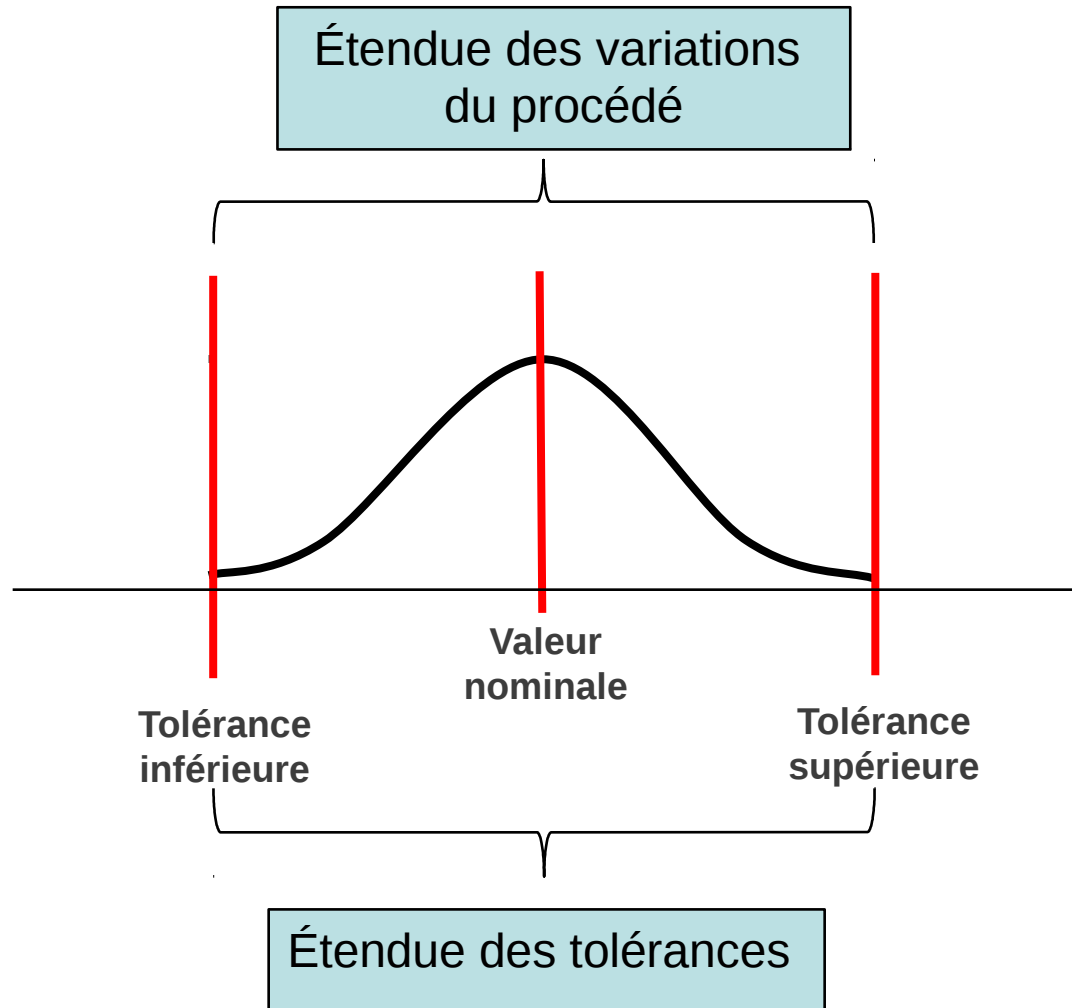 Étendue des variations
du procédé
Valeur
nominale
Tolérance
inférieure
Tolérance
supérieure
Étendue des tolérances